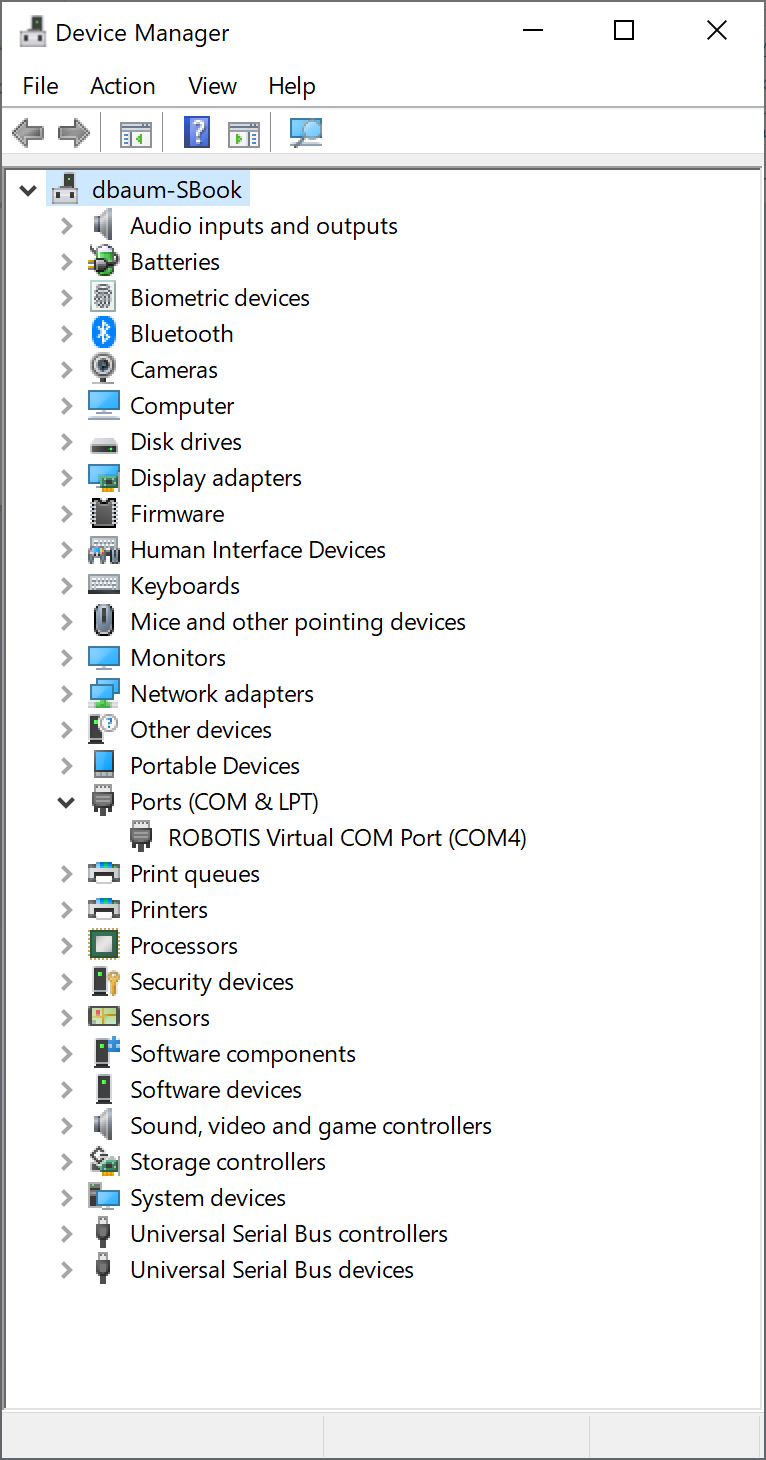 Device Manager
File Action View Help
dbaum-SBook
Audio inputs and outputs
Batteries
Biometric devices
Bluetooth
Cameras
Computer
Disk drives
Display adapters
Firmware
Human Interface Devices
Keyboards
Mice and other pointing devices
Monitors
Network adapters
Other devices
Portable Devices
Ports (COM & LPT)
ROBOTIS Virtual COM Port (COM4)
Print queues
Printers
Processors
Security devices
Sensors
Software components
Software devices
Sound, video and game controllers
Storage controllers
System devices
Universal Serial Bus controllers
Universal Serial Bus devices